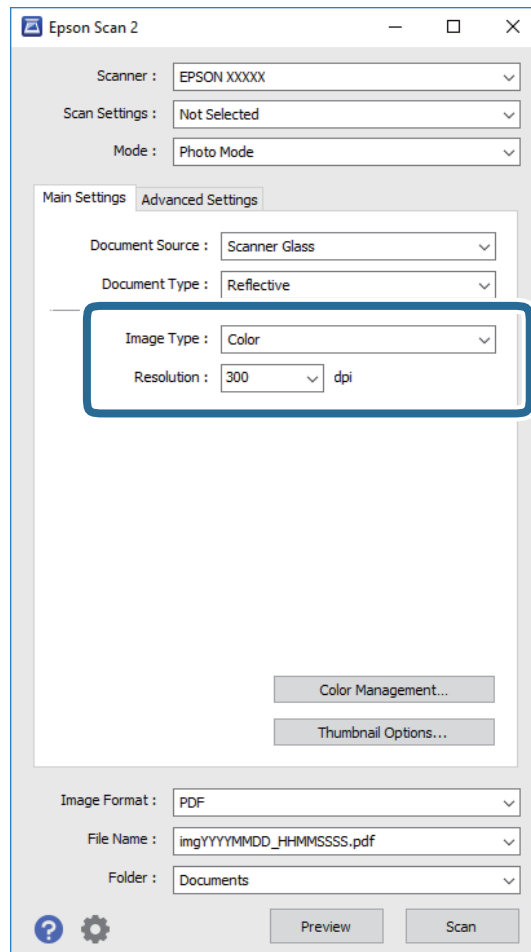 Epson Scan 2
Scanner : EPSON XXXXX
Scan Settings : Not Selected
Mode : Photo Mode
Main Settings Advanced Settings
Document Source : Scanner Glass
Document Type : Reflective
Image Type : Color
Resolution : 300 dpi
Color Management...
Thumbnail Options...
Image Format : PDF
File Name : imgYYYYMMDD_HHMMSSSS.pdf
Folder : Documents
? Preview Scan